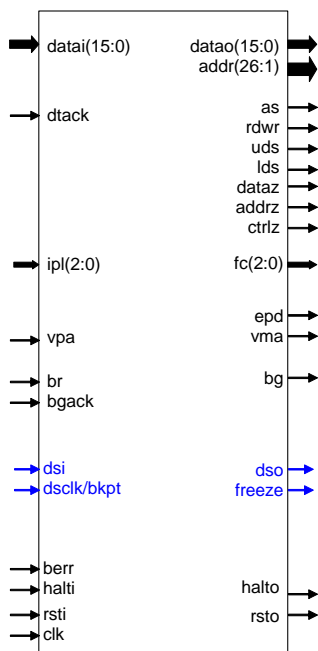 datai(15:0) datao(15:0)
addr(26:1)
dtack as
rdwr
uds
lds
dataz
addrz
ctrlz
ipl(2:0) fc(2:0)
epd
vpa vma
br bg
bgack
dsi dso
dsclk/bkpt freeze
berr
halti halto
rsti rsto
clk